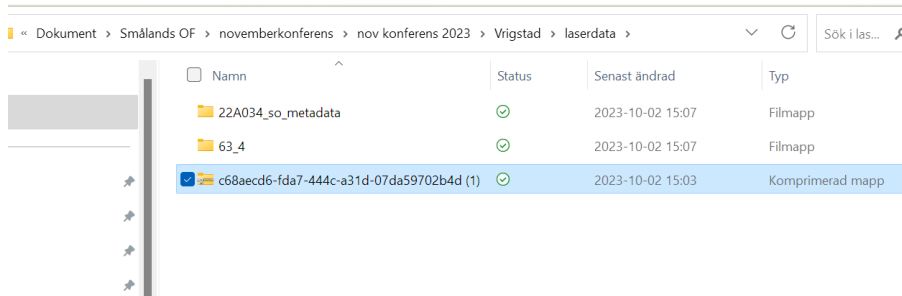 « Dokument › Smålands OF › novemberkonferens › nov konferens 2023 › Vrigstad › laserdata › Sök i las...
Namn Status Senast ändrad Typ
22A034_so_metadata 2023-10-02 15:07 Filmapp
63_4 2023-10-02 15:07 Filmapp
c68aecd6-fda7-444c-a31d-07da59702b4d (1) 2023-10-02 15:03 Komprimerad mapp